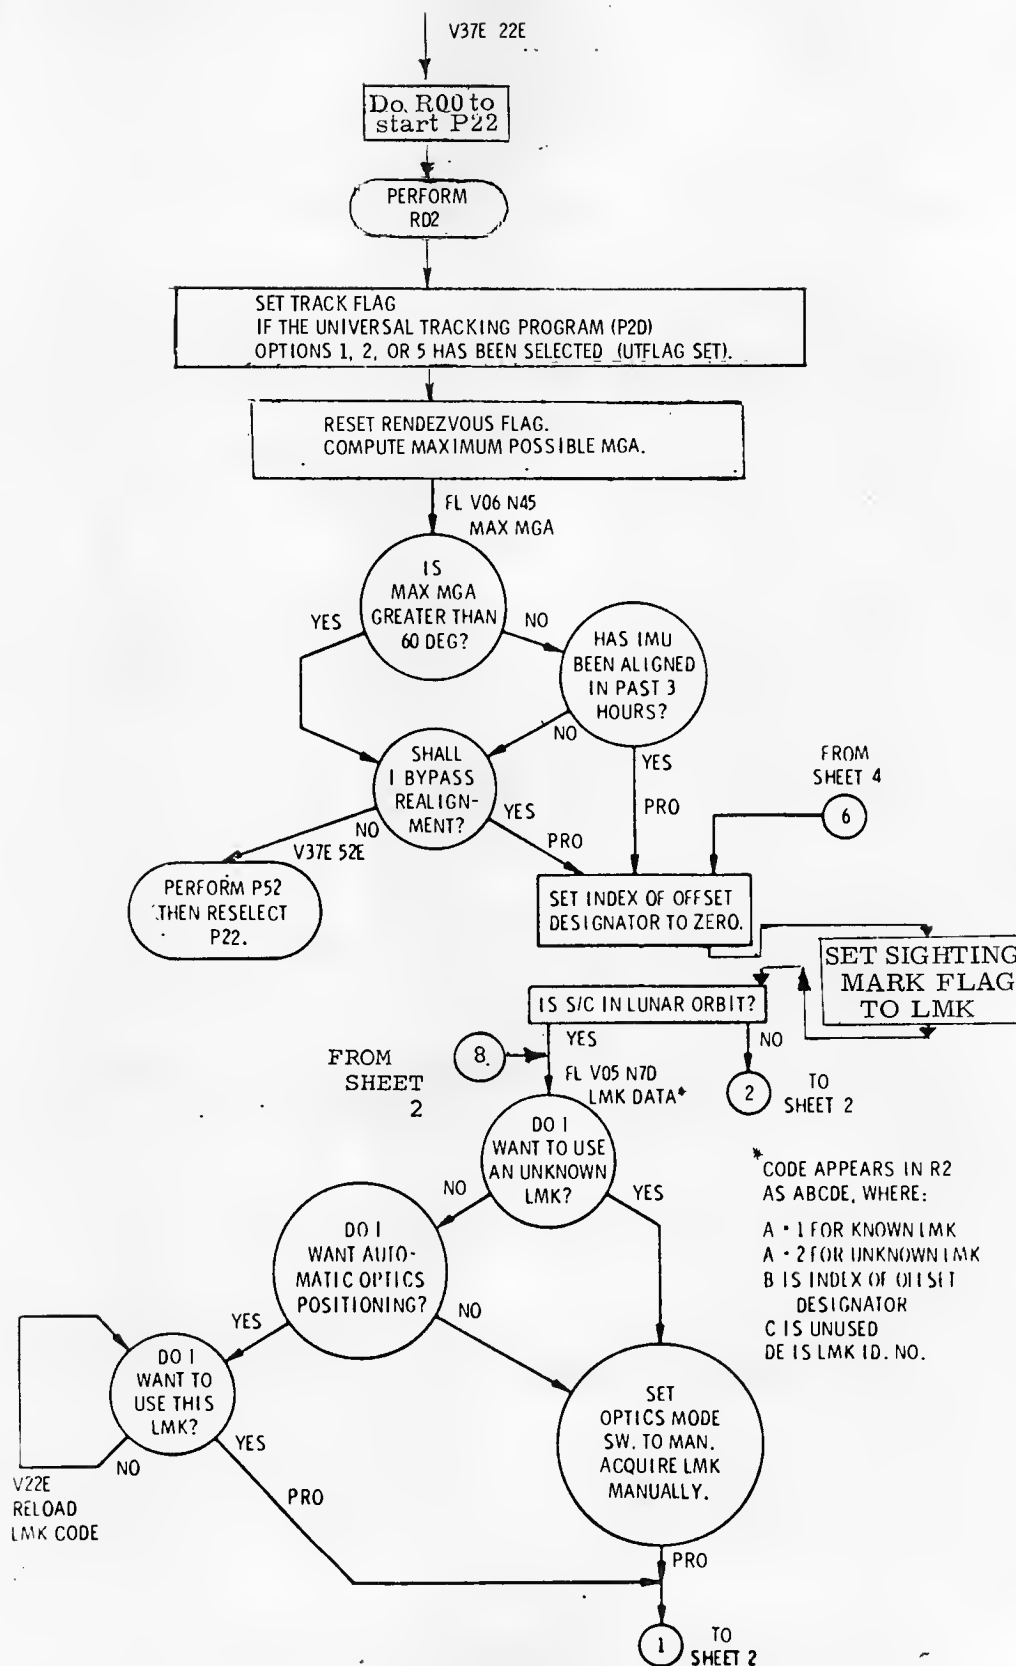 V37E 22E
Do R00 to
start P22
PERFORM
R02
SET TRACK FLAG
IF THE UNIVERSAL TRACKING PROGRAM (P20)
OPTIONS 1, 2, OR 5 HAS BEEN SELECTED (UTFLAG SET).
RESET RENDEZVOUS FLAG.
COMPUTE MAXIMUM POSSIBLE MGA.
FL V06 N45
MAX MGA
IS
MAX MGA
GREATER THAN
60 DEG?
YES
NO
HAS IMU
BEEN ALIGNED
IN PAST 3
HOURS?
NO
YES
PRO
SHALL
I BYPASS
REALIGN-
MENT?
YES
PRO
NO
V37E 52E
PERFORM P52
THEN RESELECT
P22.
FROM
SHEET 4
6
SET INDEX OF OFFSET
DESIGNATOR TO ZERO.
SET SIGHTING
MARK FLAG
TO LMK
IS S/C IN LUNAR ORBIT?
YES
NO
FROM
SHEET
2
8
FL V05 N70
LMK DATA*
2
TO
SHEET 2
DO I
WANT TO USE
AN UNKNOWN
LMK?
NO
YES
*
CODE APPEARS IN R2
AS ABCDE, WHERE:
A = 1 FOR KNOWN LMK
A = 2 FOR UNKNOWN LMK
B IS INDEX OF OFFSET
DESIGNATOR
C IS UNUSED
DE IS LMK ID. NO.
DO I
WANT AUTO-
MATIC OPTICS
POSITIONING?
YES
NO
DO I
WANT TO
USE THIS
LMK?
NO
YES
V22E
RELOAD
LMK CODE
PRO
SET
OPTICS MODE
SW. TO MAN.
ACQUIRE LMK
MANUALLY.
PRO
1
TO
SHEET 2